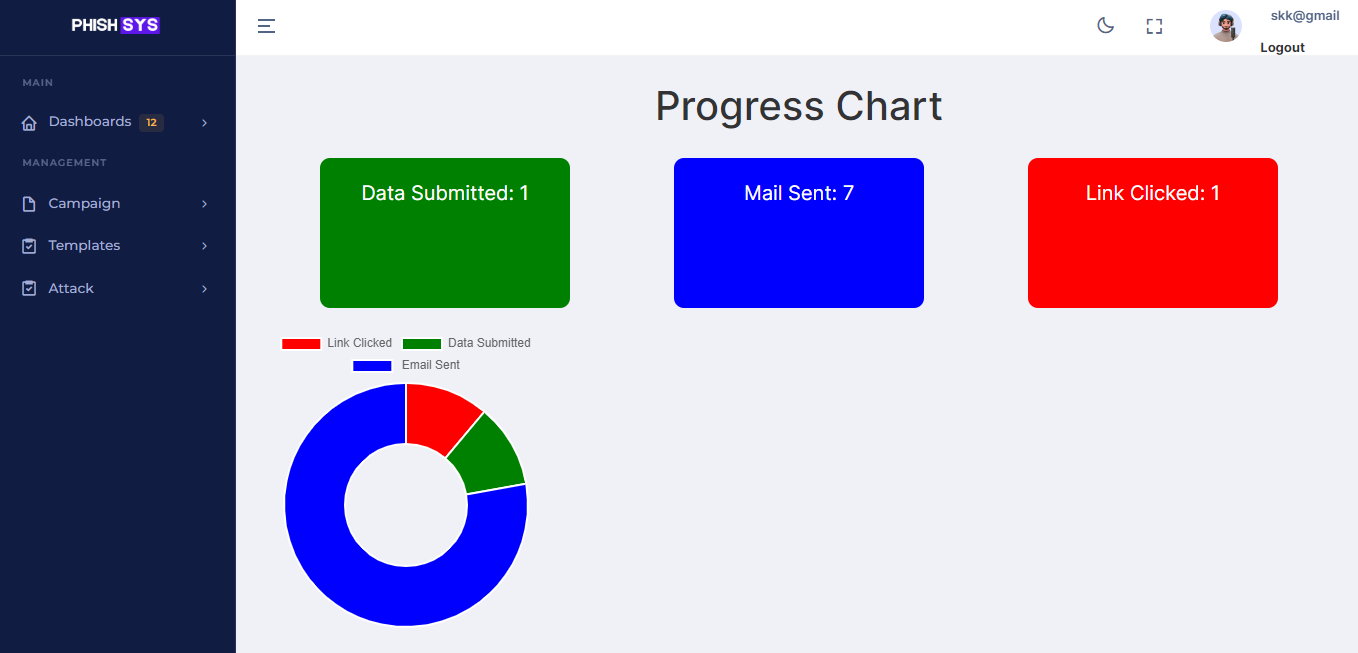 PHISH SYS
skk@gmail
Logout
MAIN
Dashboards 12
MANAGEMENT
Campaign
Templates
Attack
Progress Chart
Data Submitted: 1
Mail Sent: 7
Link Clicked: 1
Link Clicked Data Submitted
Email Sent